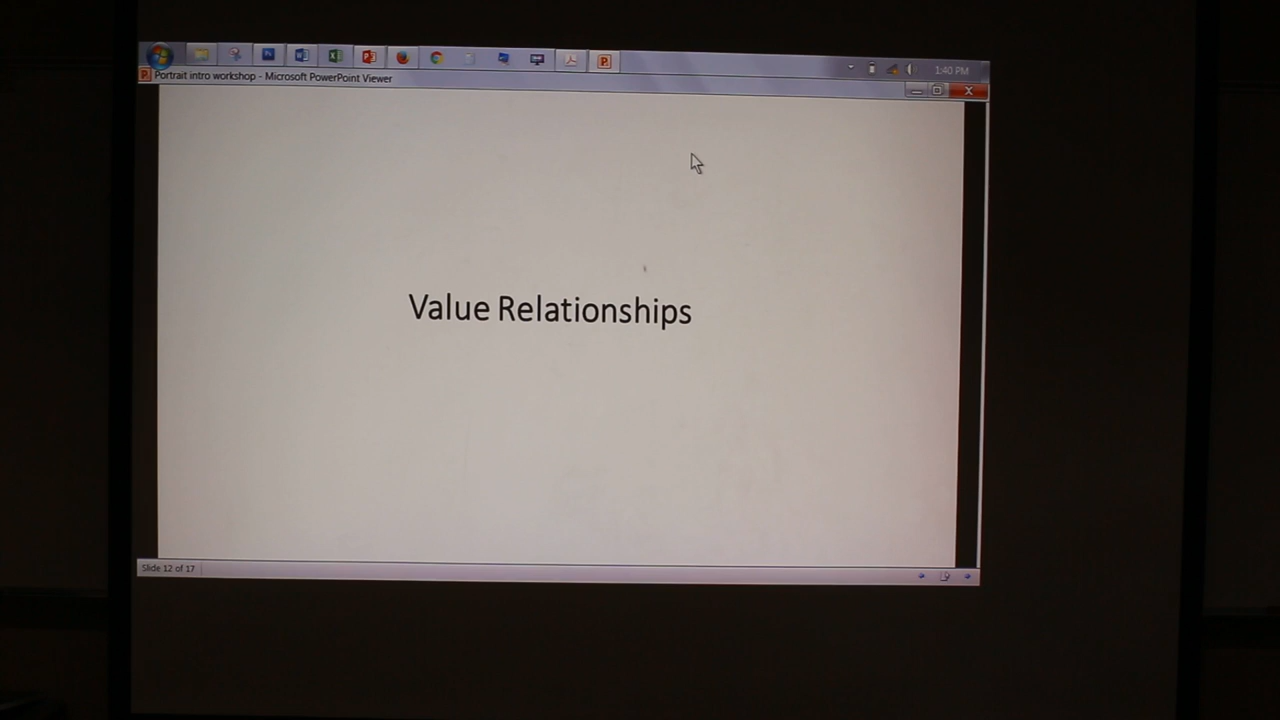 1:40 PM
Portrait intro workshop - Microsoft PowerPoint Viewer
Value Relationships
Slide 12 of 17